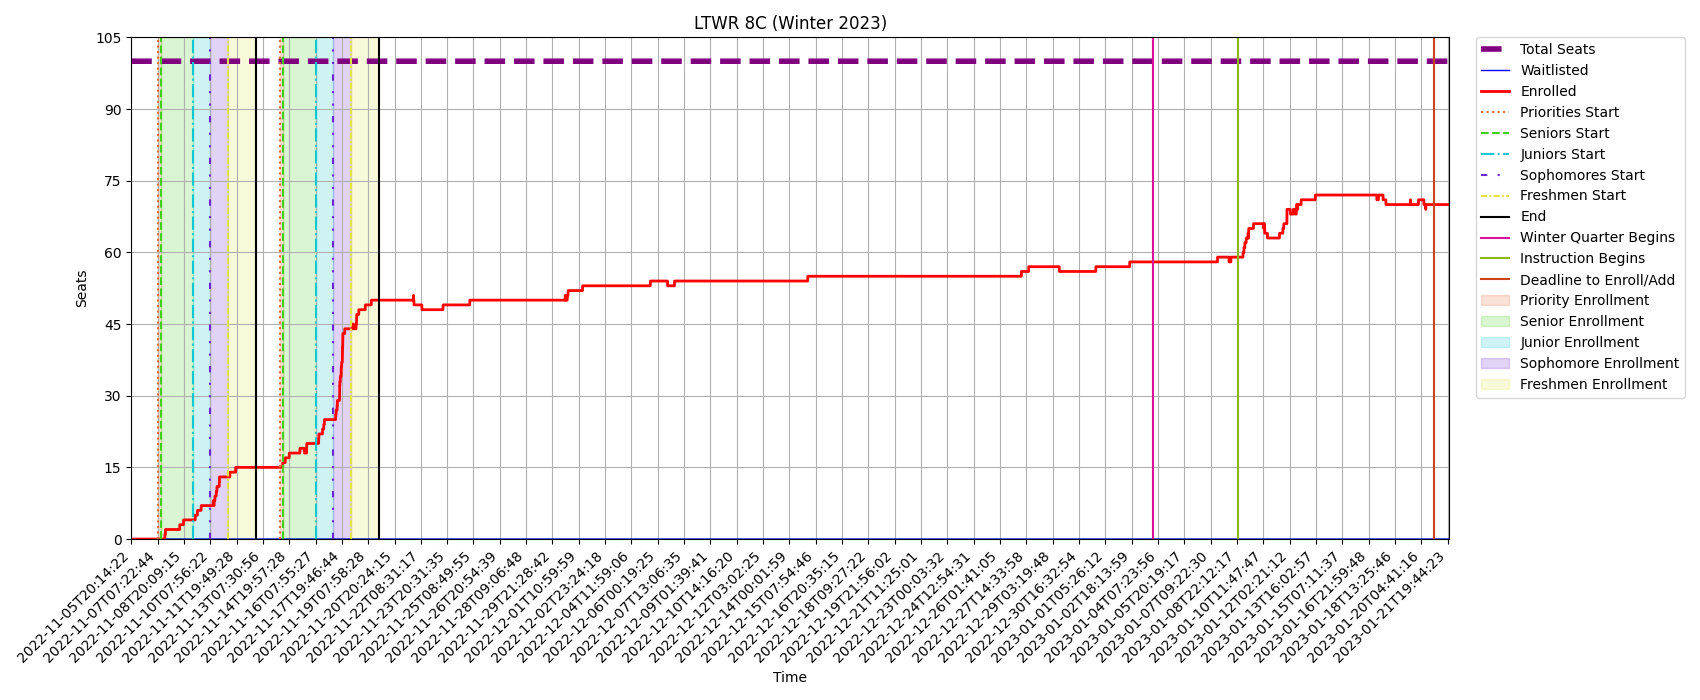 LTWR 8C (Winter 2023)
105
90
75
60
45
30
15
0
Seats
2022-11-05T20:14:22
2022-11-07T07:22:44
2022-11-08T20:09:15
2022-11-10T07:56:22
2022-11-11T19:49:28
2022-11-13T07:30:56
2022-11-14T19:57:28
2022-11-16T07:55:27
2022-11-17T19:46:44
2022-11-19T07:58:28
2022-11-20T20:24:15
2022-11-22T08:31:17
2022-11-23T20:31:35
2022-11-25T08:49:55
2022-11-26T20:54:39
2022-11-28T09:06:48
2022-11-29T21:28:42
2022-12-01T10:59:59
2022-12-02T23:24:18
2022-12-04T11:59:06
2022-12-06T00:19:25
2022-12-07T13:06:35
2022-12-09T01:39:41
2022-12-10T14:16:20
2022-12-12T03:02:25
2022-12-14T00:01:59
2022-12-15T07:54:46
2022-12-16T20:35:15
2022-12-18T09:27:22
2022-12-19T21:56:02
2022-12-21T11:25:01
2022-12-23T00:03:32
2022-12-24T12:54:31
2022-12-26T01:41:05
2022-12-27T14:33:58
2022-12-29T03:19:48
2022-12-30T16:32:54
2023-01-01T05:26:12
2023-01-02T18:13:59
2023-01-04T07:23:56
2023-01-05T20:19:17
2023-01-07T09:22:30
2023-01-08T22:12:17
2023-01-10T11:47:47
2023-01-12T02:21:12
2023-01-13T16:02:57
2023-01-15T07:11:37
2023-01-16T21:59:48
2023-01-18T13:25:46
2023-01-20T04:41:16
2023-01-21T19:44:23
Time
Total Seats
Waitlisted
Enrolled
Priorities Start
Seniors Start
Juniors Start
Sophomores Start
Freshmen Start
End
Winter Quarter Begins
Instruction Begins
Deadline to Enroll/Add
Priority Enrollment
Senior Enrollment
Junior Enrollment
Sophomore Enrollment
Freshmen Enrollment